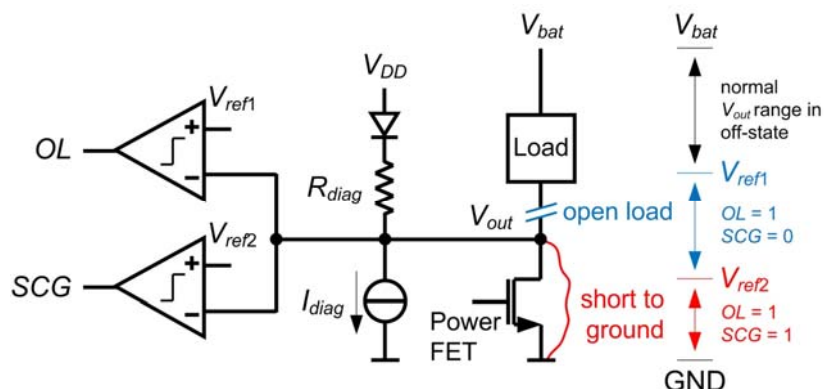 V_bat
V_bat
V_DD
V_ref1
+
-
OL
normal
V_out range in
off-state
Load
R_diag
V_ref1
V_out
open load
OL = 1
SCG = 0
V_ref2
+
-
SCG
V_ref2
I_diag
Power
FET
short to
ground
OL = 1
SCG = 1
GND